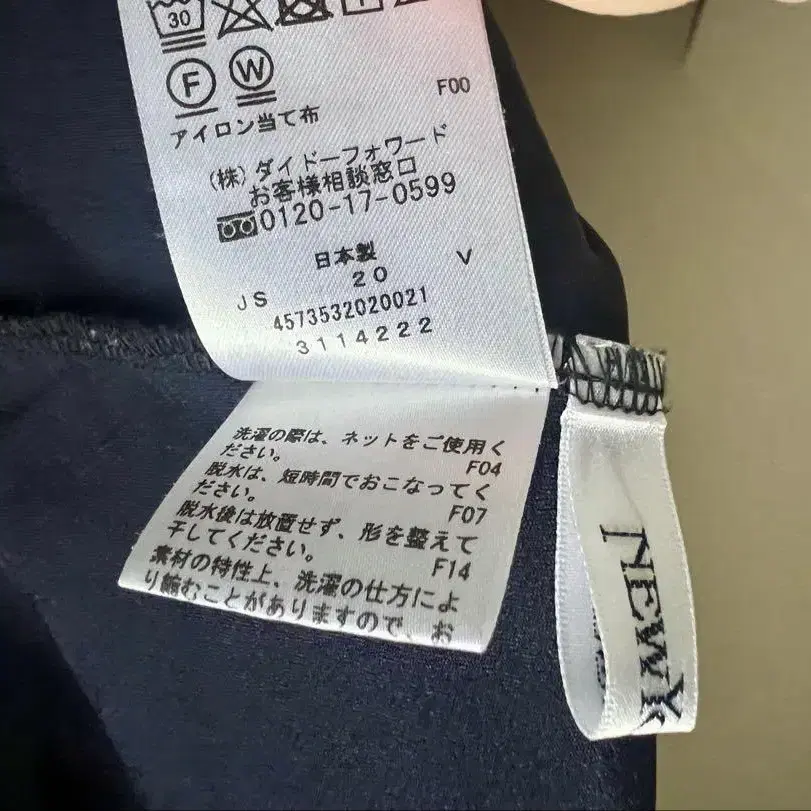 30
F W
F00
アイロン当て布
(株)ダイドーフォワード
お客様相談窓口
0120-17-0599
日本製
JS 20 V
4573532020021
3114222
洗濯の際は、ネットをご使用く
ださい。 F04
脱水は、短時間でおこなってく
ださい。 F07
脱水後は放置せず、形を整えて
干してください。 F14
素材の特性上、洗濯の仕方によ
り縮むことがありますので、お
NEW